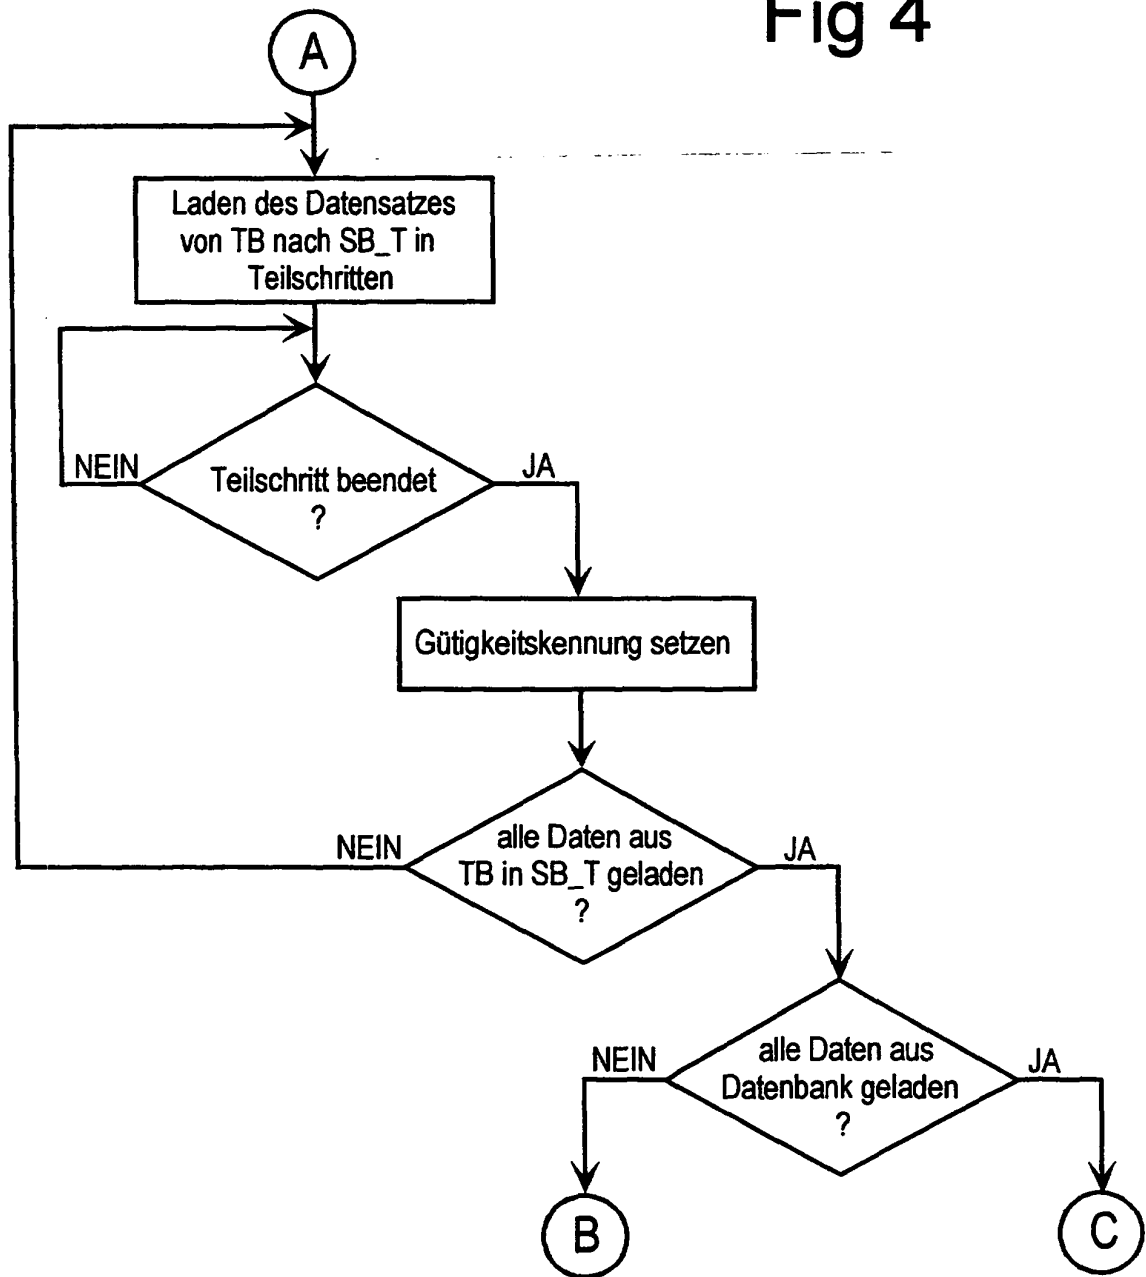 Fig 4
A
Laden des Datensatzes
von TB nach SB_T in
Teilschritten
NEIN
Teilschritt beendet
?
JA
Gütigkeitskennung setzen
NEIN
alle Daten aus
TB in SB_T geladen
?
JA
NEIN
alle Daten aus
Datenbank geladen
?
JA
B
C